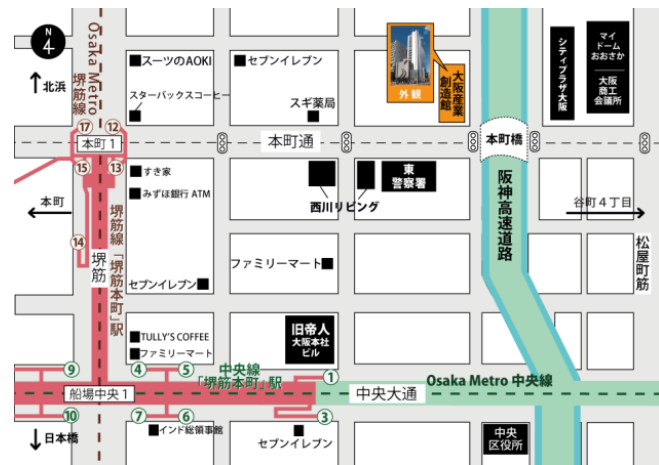 N
北浜
Osaka Metro
堺筋線
スーツのAOKI
スターバックスコーヒー
セブンイレブン
スギ薬局
外観
大阪産業
創造館
シティプラザ大阪
マイ
ドーム
おおさか
大阪
商工
会議所
17
12
本町1
15
13
本町通
本町橋
すき家
みずほ銀行 ATM
西川リビング
東
警察署
阪神高速道路
本町
谷町4丁目
松屋町筋
14
堺筋
堺筋線「堺筋本町」駅
セブンイレブン
ファミリーマート
TULLY'S COFFEE
ファミリーマート
旧帝人
大阪本社
ビル
中央線
「堺筋本町」駅
9
4
5
1
Osaka Metro 中央線
船場中央1
中央大通
10
7
6
3
日本橋
インド総領事館
セブンイレブン
中央
区役所